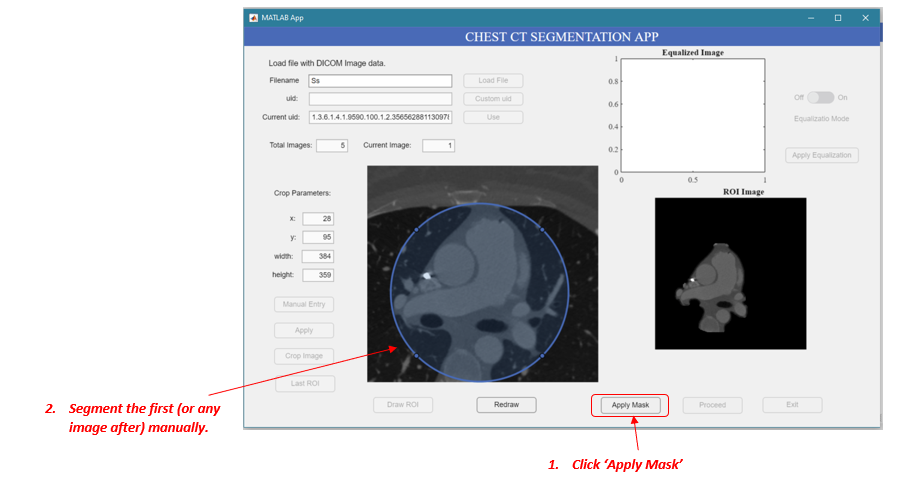 MATLAB App
CHEST CT SEGMENTATION APP
Load file with DICOM Image data.
Filename Ss Load File
uid: Custom uid
Current uid: 1.3.6.1.4.1.9590.100.1.2.35656288113097( Use
Total Images: 5 Current Image: 1
Equalized Image
1
0.8
0.6
0.4
0.2
0
0 0.5 1
Off On
Equalizatio Mode
Apply Equalization
Crop Parameters:
x: 28
y: 95
width: 384
height: 359
Manual Entry
Apply
Crop Image
Last ROI
ROI Image
Draw ROI Redraw Apply Mask Proceed Exit
2. Segment the first (or any
image after) manually.
1. Click ‘Apply Mask’